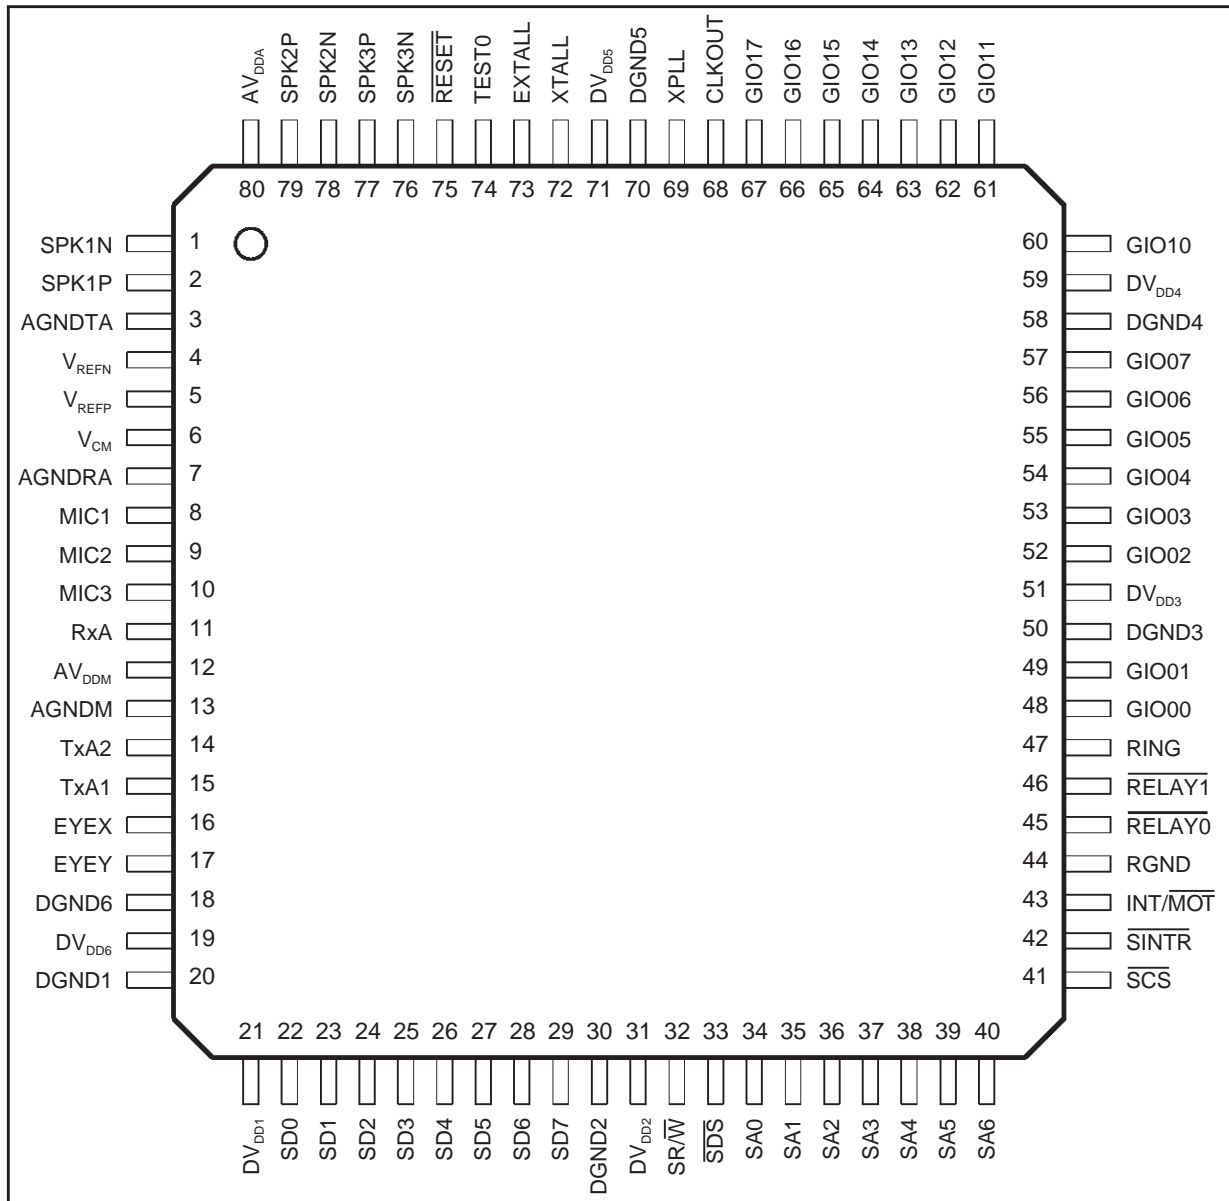 AVDDA SPK2P SPK2N SPK3P SPK3N RESET TEST0 EXTALL XTALL DVDD5 DGND5 XPLL CLKOUT GIO17 GIO16 GIO15 GIO14 GIO13 GIO12 GIO11
80 79 78 77 76 75 74 73 72 71 70 69 68 67 66 65 64 63 62 61
SPK1N 1 60 GIO10
SPK1P 2 59 DVDD4
AGNDTA 3 58 DGND4
VREFN 4 57 GIO07
VREFP 5 56 GIO06
VCM 6 55 GIO05
AGNDRA 7 54 GIO04
MIC1 8 53 GIO03
MIC2 9 52 GIO02
MIC3 10 51 DVDD3
RxA 11 50 DGND3
AVDDM 12 49 GIO01
AGNDM 13 48 GIO00
TxA2 14 47 RING
TxA1 15 46 RELAY1
EYEX 16 45 RELAY0
EYEY 17 44 RGND
DGND6 18 43 INT/MOT
DVDD6 19 42 SINTR
DGND1 20 41 SCS
21 22 23 24 25 26 27 28 29 30 31 32 33 34 35 36 37 38 39 40
DVDD1 SD0 SD1 SD2 SD3 SD4 SD5 SD6 SD7 DGND2 DVDD2 SR/W SDS SA0 SA1 SA2 SA3 SA4 SA5 SA6